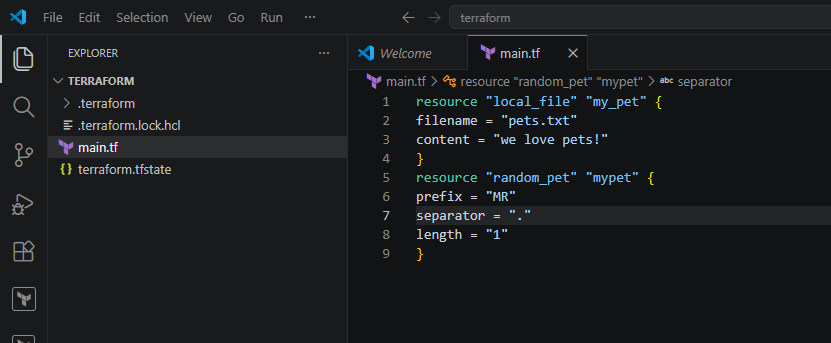 File Edit Selection View Go Run ··· ← → terraform
EXPLORER ···
TERRAFORM
.terraform
.terraform.lock.hcl
main.tf
terraform.tfstate
Welcome main.tf ×
main.tf > resource "random_pet" "mypet" > abc separator
1 resource "local_file" "my_pet" {
2 filename = "pets.txt"
3 content = "we love pets!"
4 }
5 resource "random_pet" "mypet" {
6 prefix = "MR"
7 separator = "."
8 length = "1"
9 }